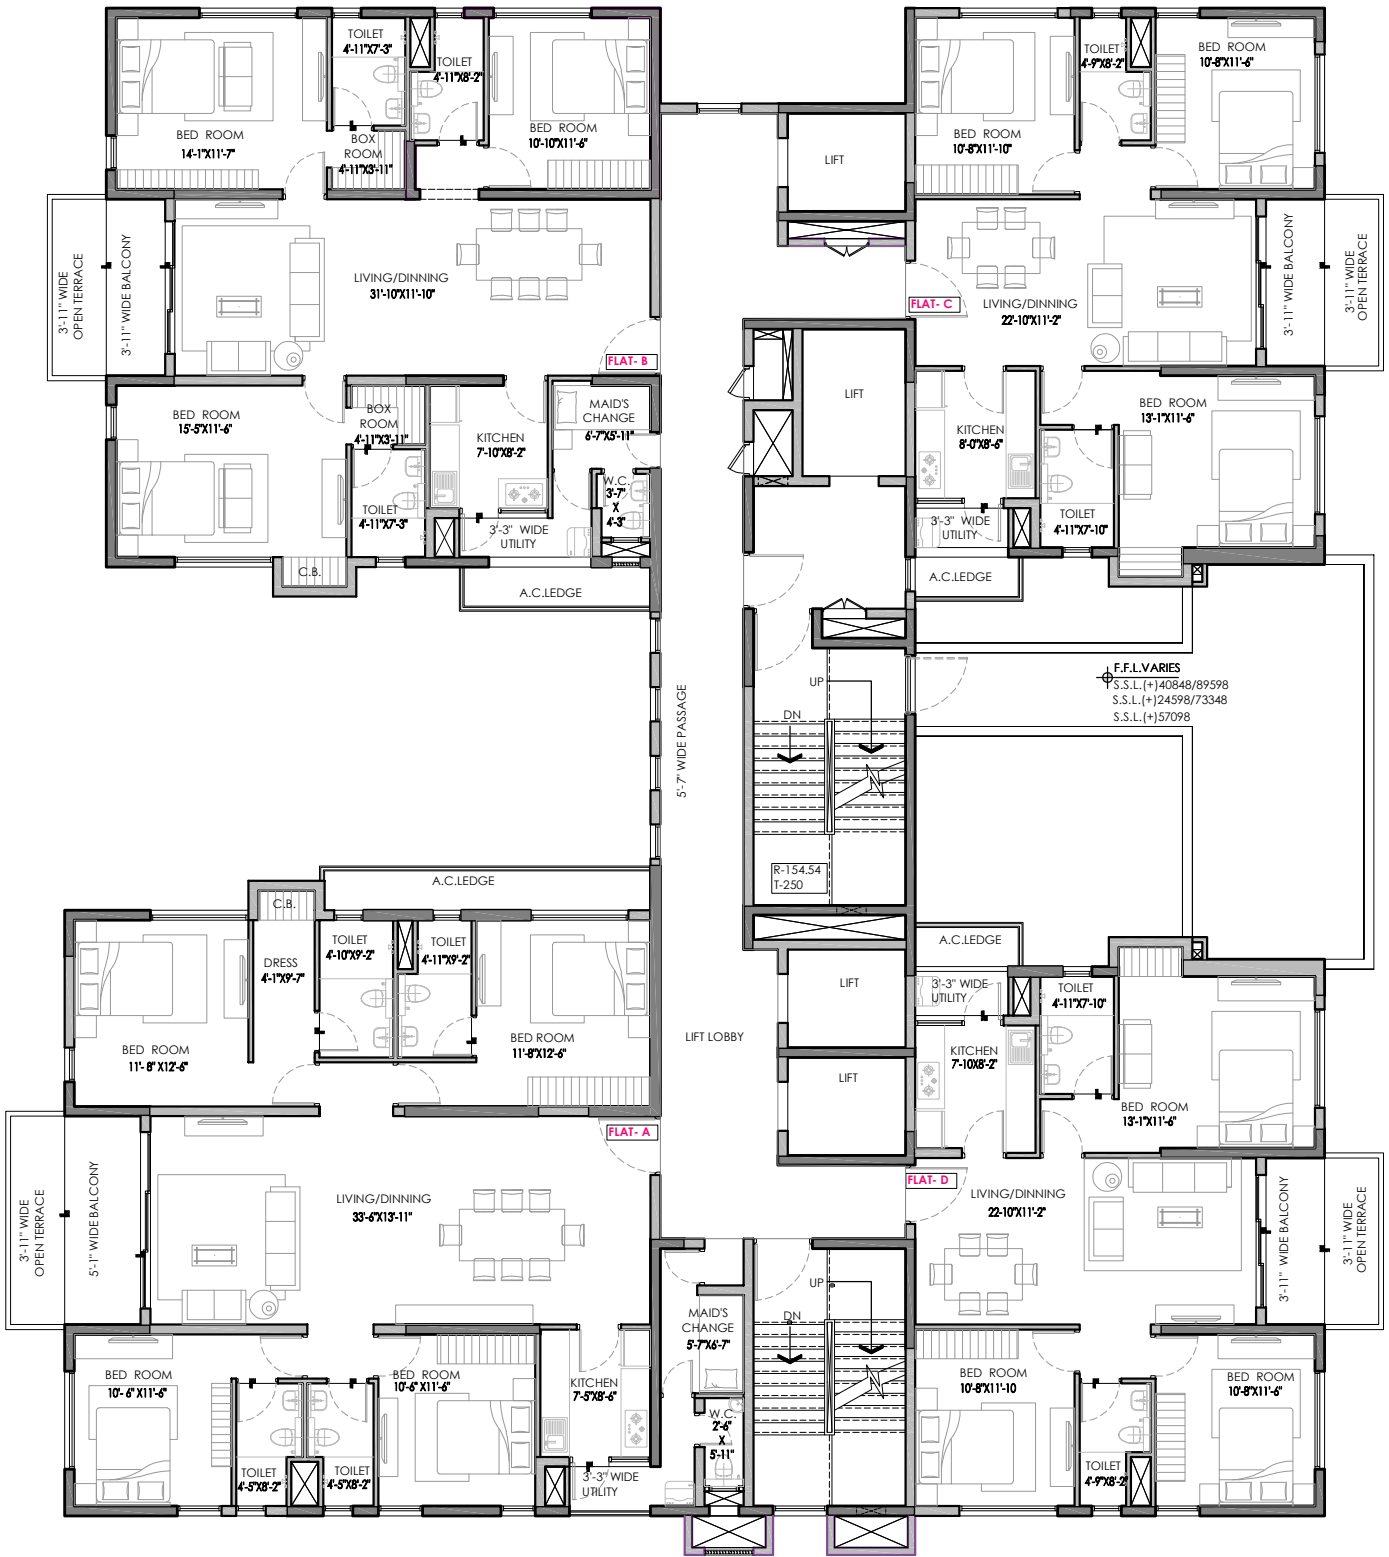 TOILET
4'-11"X7'-3"
TOILET
4'-11"X8'-2"
BED ROOM
14'-1"X11'-7"
BOX
ROOM
4'-11"X3'-11"
BED ROOM
10'-10"X11'-6"
3'-11" WIDE
OPEN TERRACE
3'-11" WIDE BALCONY
LIVING/DINNING
31'-10"X11'-10"
FLAT- B
BED ROOM
15'-5"X11'-6"
BOX
ROOM
4'-11"X3'-11"
TOILET
4'-11"X7'-3"
KITCHEN
7'-10"X8'-2"
MAID'S
CHANGE
6'-7"X5'-11"
W.C.
3'-7"
X
4'-3"
3'-3" WIDE
UTILITY
C.B.
A.C.LEDGE
LIFT
BED ROOM
10'-8"X11'-10"
TOILET
4'-9"X8'-2"
BED ROOM
10'-8"X11'-6"
FLAT- C
LIVING/DINNING
22'-10"X11'-2"
3'-11" WIDE BALCONY
3'-11" WIDE
OPEN TERRACE
LIFT
KITCHEN
8'-0"X8'-6"
BED ROOM
13'-1"X11'-6"
TOILET
4'-11"X7'-10"
3'-3" WIDE
UTILITY
A.C.LEDGE
5'-7" WIDE PASSAGE
UP
DN
R-154.54
T-250
F.F.L.VARIES
S.S.L.(+)40848/89598
S.S.L.(+)24598/73348
S.S.L.(+)57098
A.C.LEDGE
C.B.
BED ROOM
11'- 8" X12'-6"
DRESS
4'-1"X9'-7"
TOILET
4'-10"X9'-2"
TOILET
4'-11"X9'-2"
BED ROOM
11'-8"X12'-6"
LIFT LOBBY
LIFT
LIFT
A.C.LEDGE
3'-3" WIDE
UTILITY
TOILET
4'-11"X7'-10"
KITCHEN
7'-10X8'-2"
BED ROOM
13'-1"X11'-6"
FLAT- A
3'-11" WIDE
OPEN TERRACE
5'-1" WIDE BALCONY
LIVING/DINNING
33'-6"X13'-11"
FLAT- D
LIVING/DINNING
22-10"X11'-2"
3'-11" WIDE BALCONY
3'-11" WIDE
OPEN TERRACE
BED ROOM
10'- 6" X11'-6"
TOILET
4'-5"X8'-2"
TOILET
4'-5"X8'-2"
BED ROOM
10'-6" X11'-6"
KITCHEN
7'-5"X8'-6"
3'-3" WIDE
UTILITY
MAID'S
CHANGE
5'-7"X6'-7"
W.C.
2'-6"
X
5'-11"
UP
DN
BED ROOM
10'-8"X11'-10
TOILET
4'-9"X8'-2"
BED ROOM
10'-8"X11'-6"